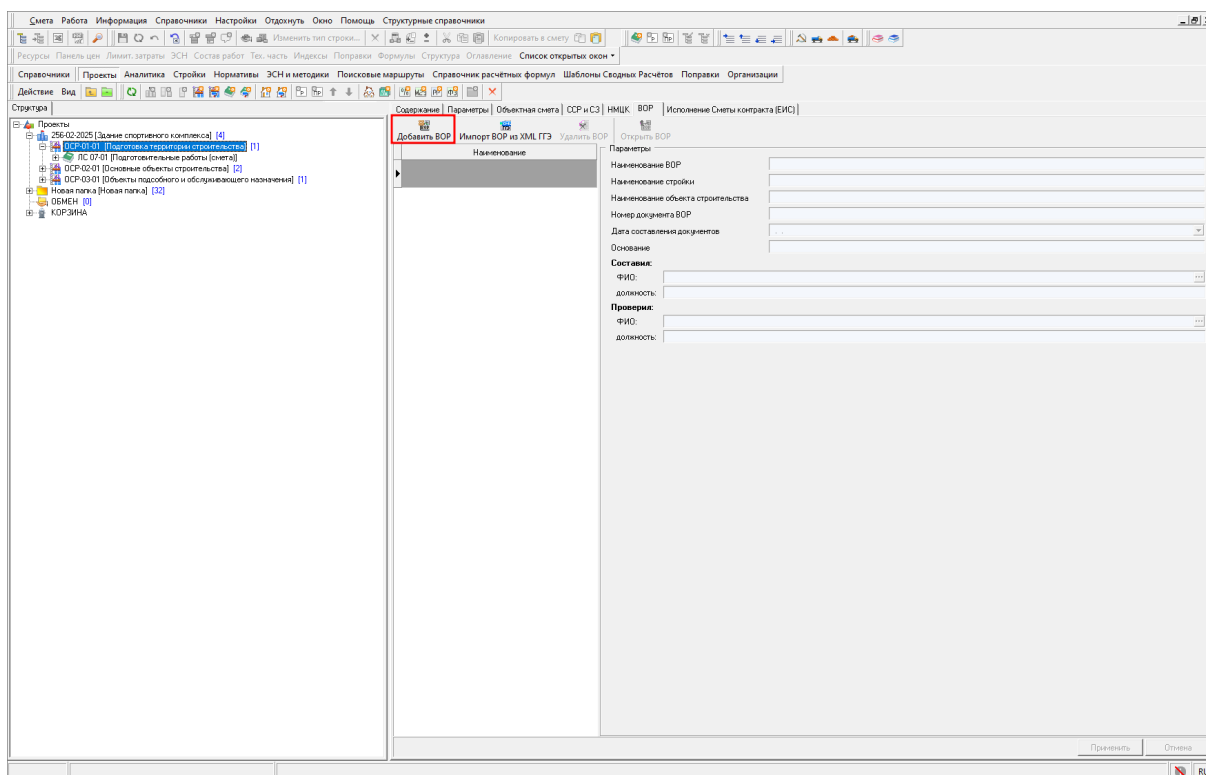 Смета Работа Информация Справочники Настройки Отдохнуть Окно Помощь Структурные справочники
Изменить тип строки... Копировать в смету
Ресурсы Панель цен Лимит. затраты ЭСН Состав работ Тех. часть Индексы Поправки Формулы Структура Оглавление Список открытых окон
Справочники Проекты Аналитика Стройки Нормативы ЭСН и методики Поисковые маршруты Справочник расчётных формул Шаблоны Сводных Расчётов Поправки Организации
Действие Вид
Структура
Проекты
256-02-2025 [Здание спортивного комплекса] [4]
ОСР-01-01 [Подготовка территории строительства] [1]
ЛС 07-01 [Подготовительные работы (смета)]
ОСР-02-01 [Основные объекты строительства] [2]
ОСР-03-01 [Объекты подсобного и обслуживающего назначения] [1]
Новая папка [Новая папка] [32]
ОБМЕН [0]
КОРЗИНА
Содержание Параметры Объектная смета ССР и СЗ НМЦК ВОР Исполнение Сметы контракта (ЕИС)
Добавить ВОР Импорт ВОР из XML ГГЭ Удалить ВОР Открыть ВОР
Наименование
Параметры
Наименование ВОР
Наименование стройки
Наименование объекта строительства
Номер документа ВОР
Дата составления документов . .
Основание
Составил:
ФИО:
должность:
Проверил:
ФИО:
должность:
Применить Отмена
RU